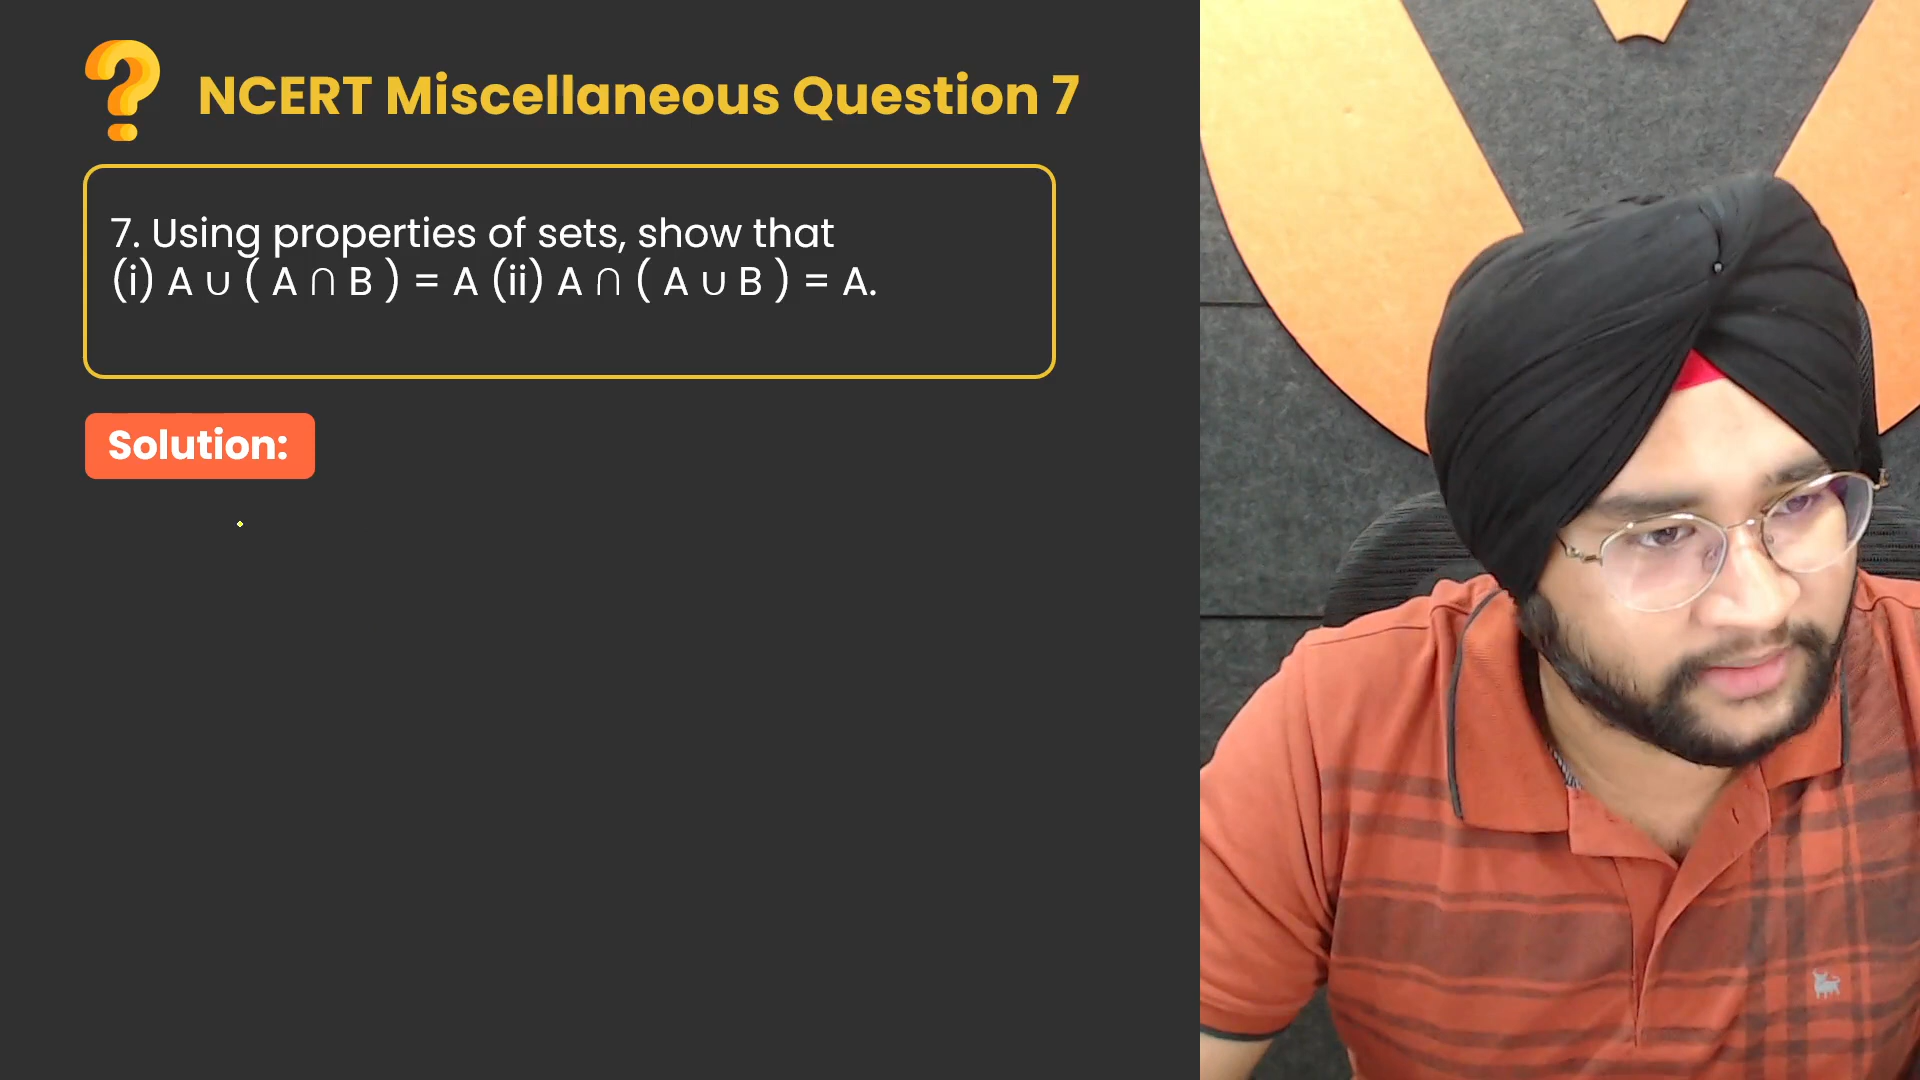 NCERT Miscellaneous Question 7
7. Using properties of sets, show that
(i) A ∪ ( A ∩ B ) = A (ii) A ∩ ( A ∪ B ) = A.
Solution: